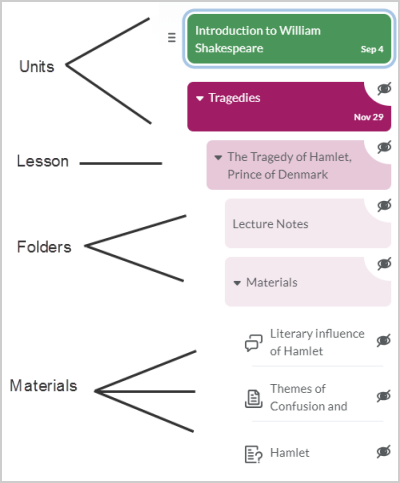 Introduction to William
Shakespeare
Sep 4
Units
Tragedies
Nov 29
Lesson
The Tragedy of Hamlet,
Prince of Denmark
Folders
Lecture Notes
Materials
Literary influence
of Hamlet
Materials
Themes of
Confusion and
Hamlet